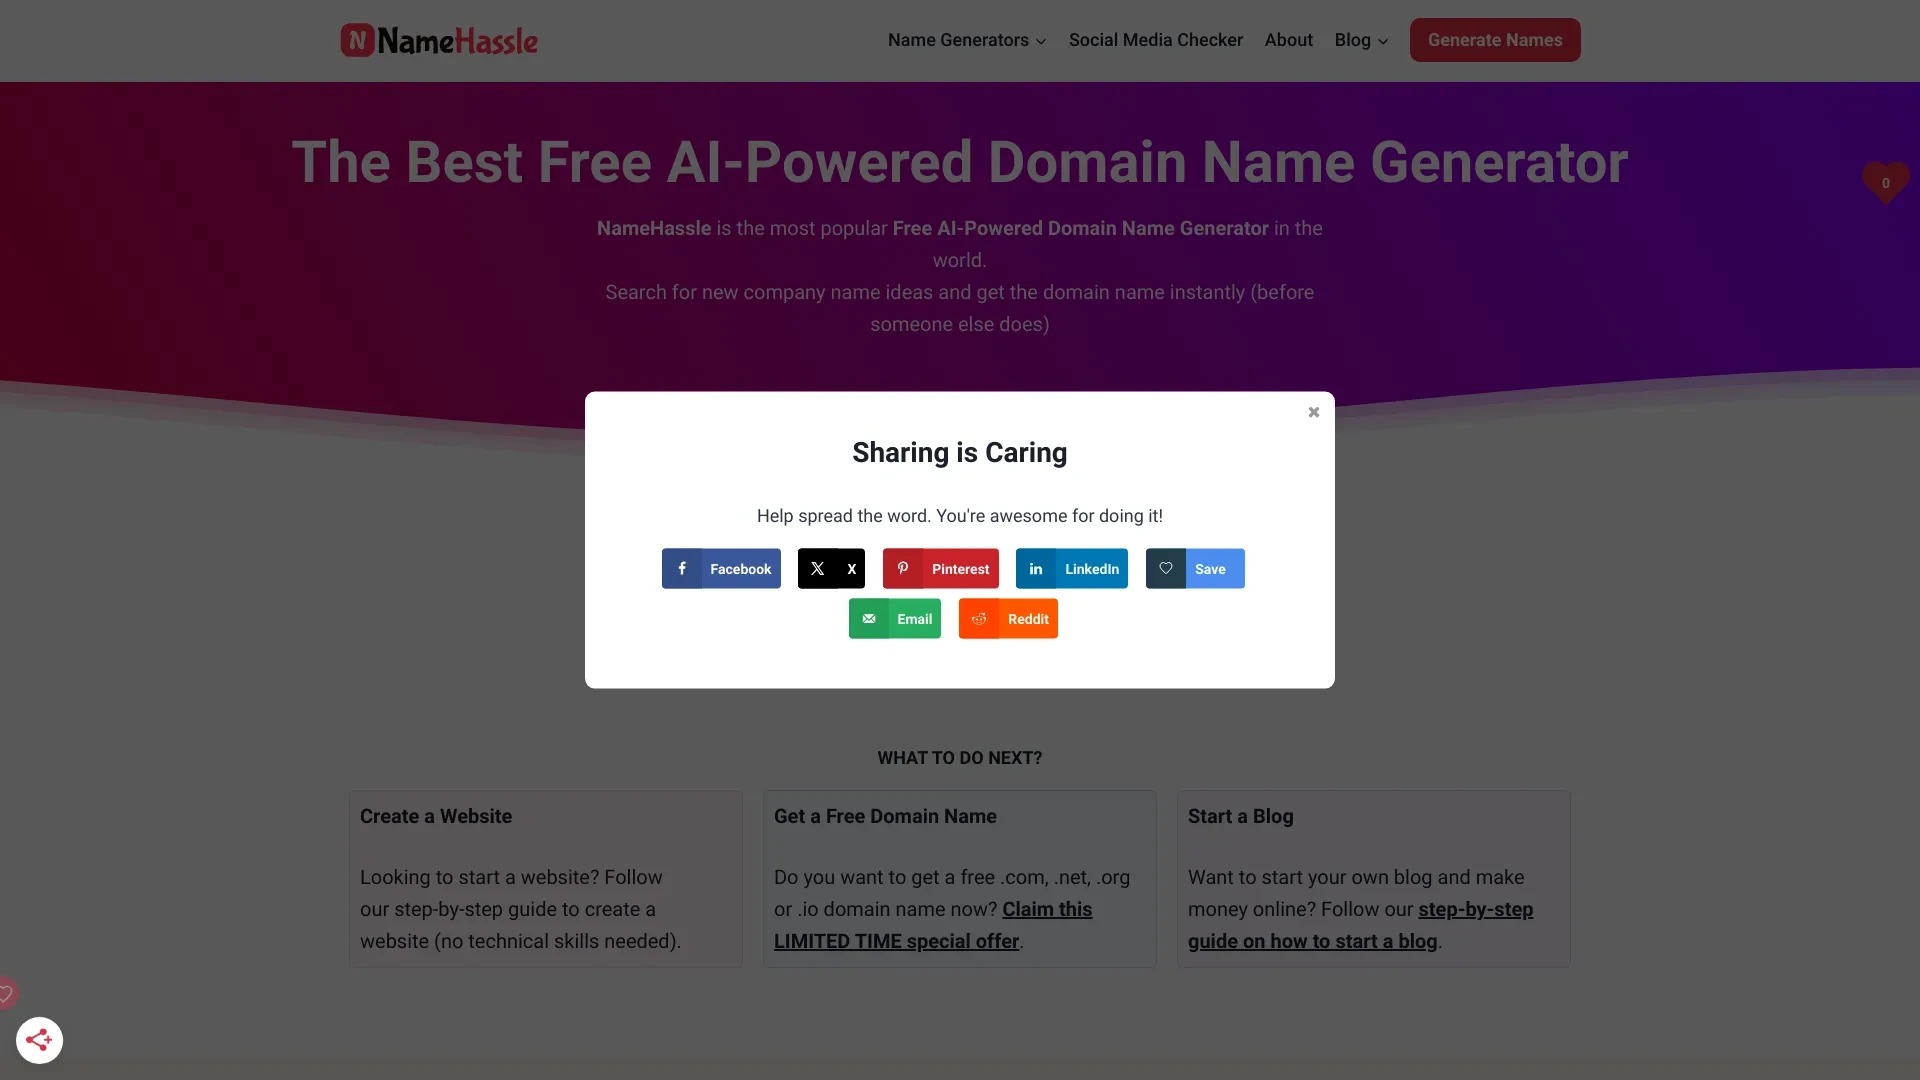 N NameHassle
Name Generators
Social Media Checker
About
Blog
Generate Names
The Best Free AI-Powered Domain Name Generator
0
NameHassle is the most popular Free AI-Powered Domain Name Generator in the
world.
Search for new company name ideas and get the domain name instantly (before
someone else does)
Sharing is Caring
Help spread the word. You're awesome for doing it!
Facebook
X
Pinterest
LinkedIn
Save
Email
Reddit
WHAT TO DO NEXT?
Create a Website
Looking to start a website? Follow
our step-by-step guide to create a
website (no technical skills needed).
Get a Free Domain Name
Do you want to get a free .com, .net, .org
or .io domain name now? Claim this
LIMITED TIME special offer.
Start a Blog
Want to start your own blog and make
money online? Follow our step-by-step
guide on how to start a blog.